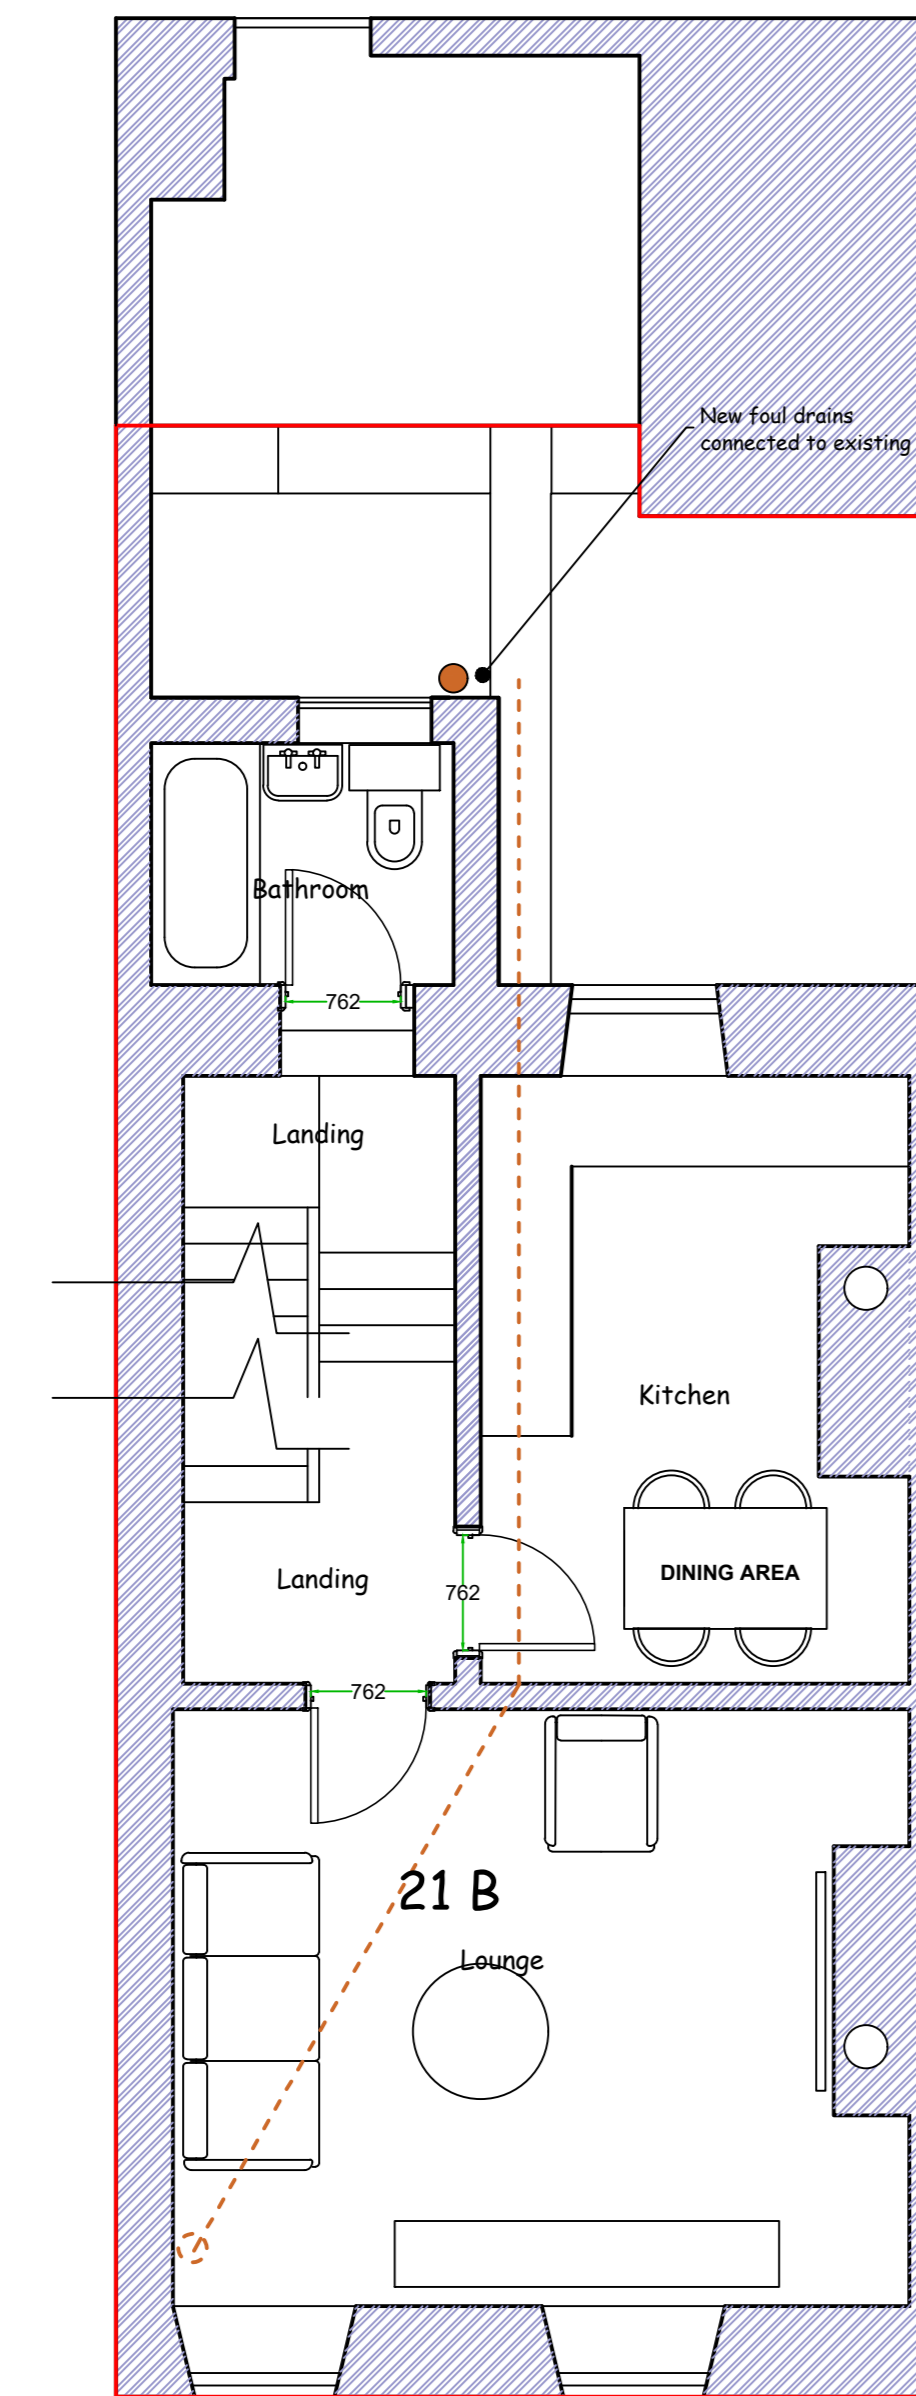 New foul drains
connected to existing
Bathroom
762
Landing
Kitchen
DINING AREA
Landing
762
762
21 B
Lounge